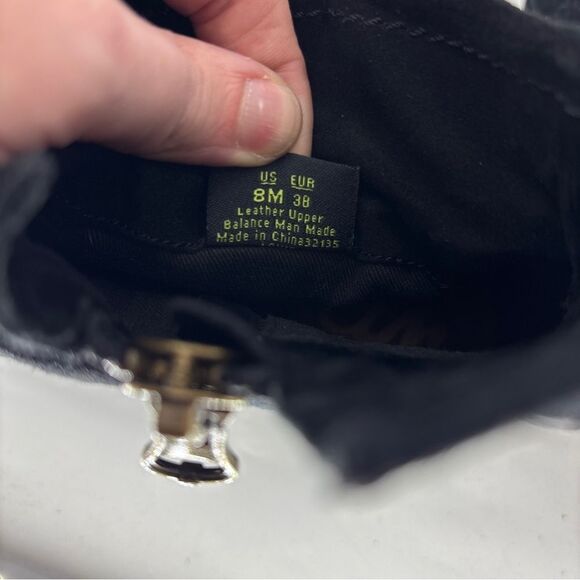 US EUR
8M 38
Leather Upper
Balance Man Made
Made in China32135